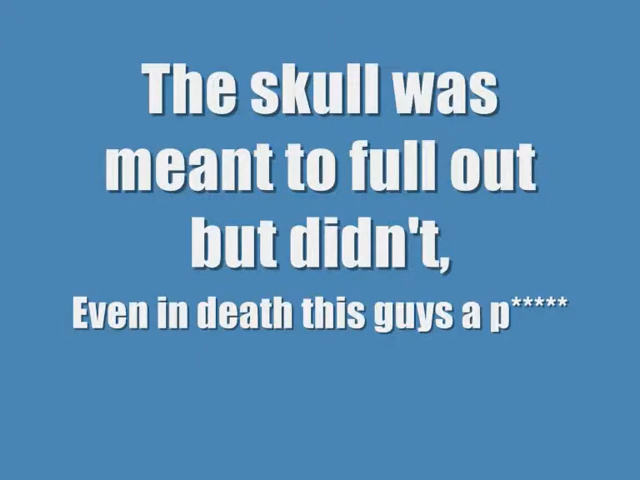 The skull was
meant to full out
but didn't,
Even in death this guys a p*****